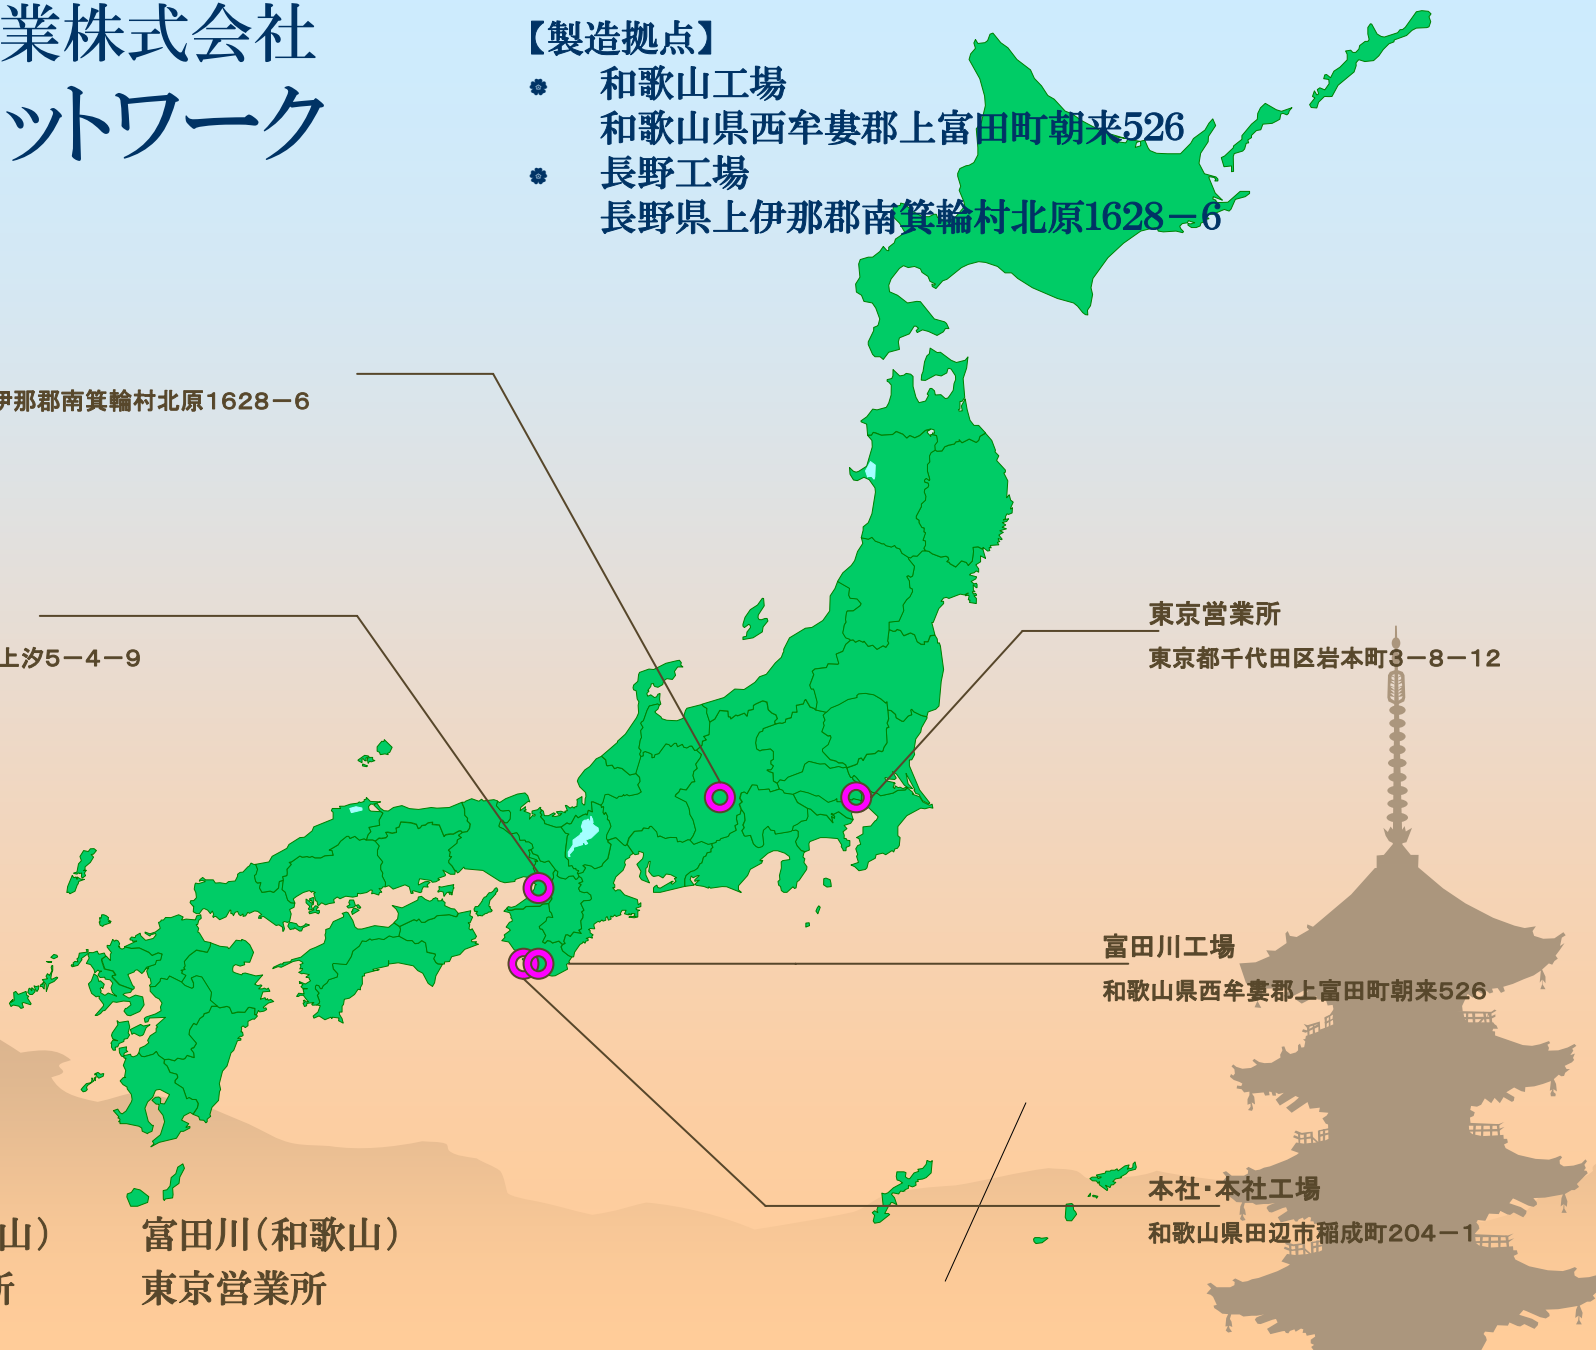 業株式会社
ットワーク
【製造拠点】
和歌山工場
和歌山県西牟婁郡上富田町朝来526
長野工場
長野県上伊那郡南箕輪村北原1628－6
伊那郡南箕輪村北原1628－6
上汐5－4－9
東京営業所
東京都千代田区岩本町3－8－12
富田川工場
和歌山県西牟婁郡上富田町朝来526
本社・本社工場
和歌山県田辺市稲成町204－1
山）
富田川（和歌山）
所
東京営業所